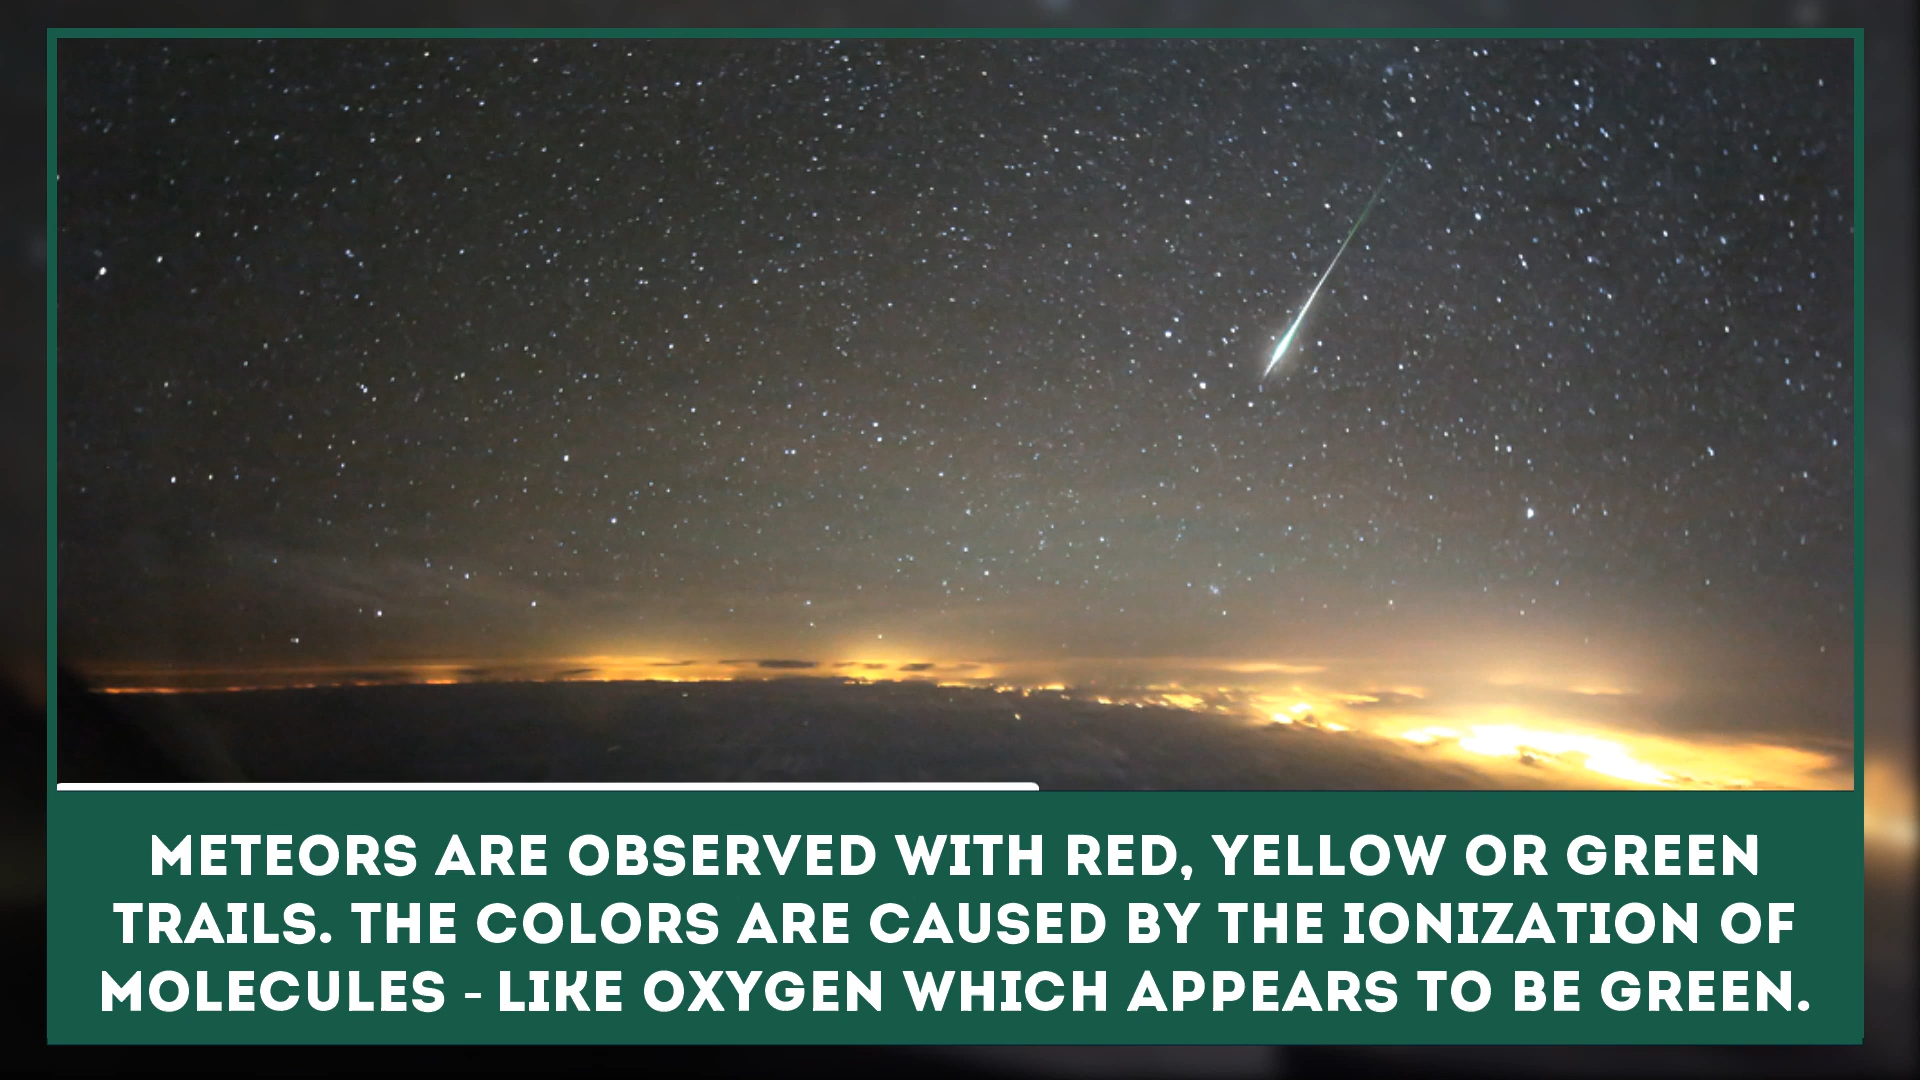 METEORS ARE OBSERVED WITH RED, YELLOW OR GREEN
TRAILS. THE COLORS ARE CAUSED BY THE IONIZATION OF
MOLECULES - LIKE OXYGEN WHICH APPEARS TO BE GREEN.